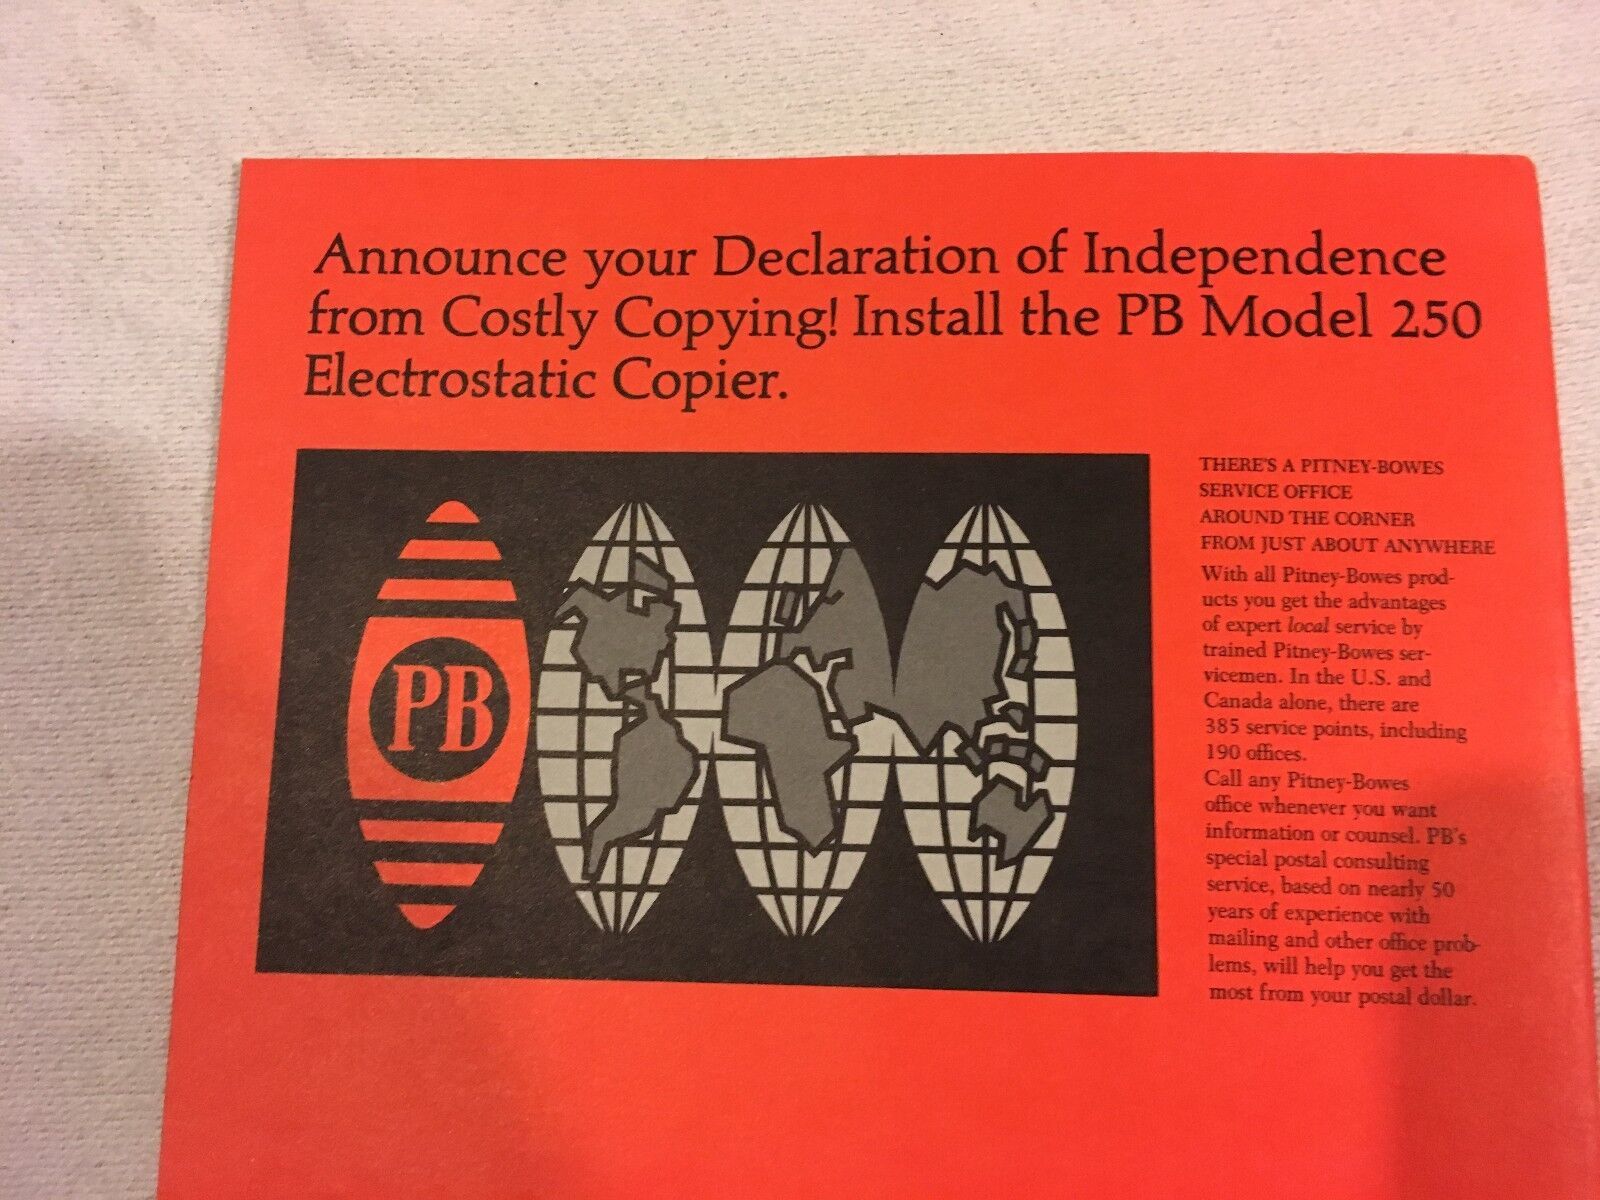 Announce your Declaration of Independence
from Costly Copying! Install the PB Model 250
Electrostatic Copier.
PB
THERE'S A PITNEY-BOWES
SERVICE OFFICE
AROUND THE CORNER
FROM JUST ABOUT ANYWHERE
With all Pitney-Bowes prod-
ucts you get the advantages
of expert local service by
trained Pitney-Bowes ser-
vicemen. In the U.S. and
Canada alone, there are
385 service points, including
190 offices.
Call any Pitney-Bowes
office whenever you want
information or counsel. PB's
special postal consulting
service, based on nearly 50
years of experience with
mailing and other office prob-
lems, will help you get the
most from your postal dollar.